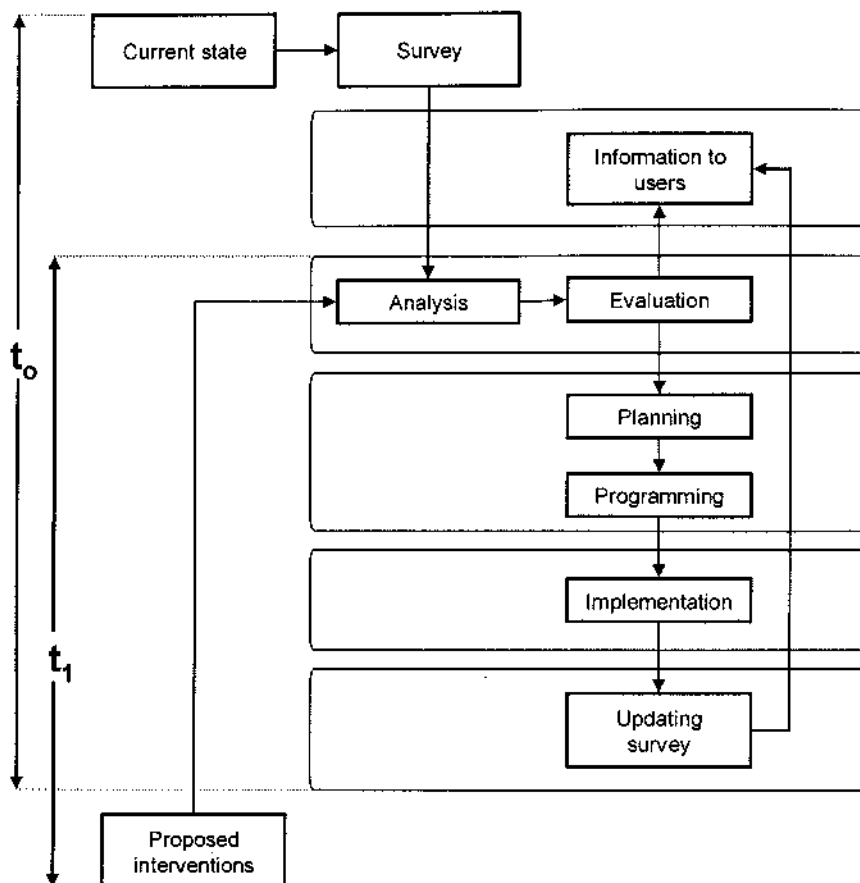 Current state
Survey
Information to
users
Analysis
Evaluation
t₀
Planning
Programming
Implementation
t₁
Updating
survey
Proposed
interventions